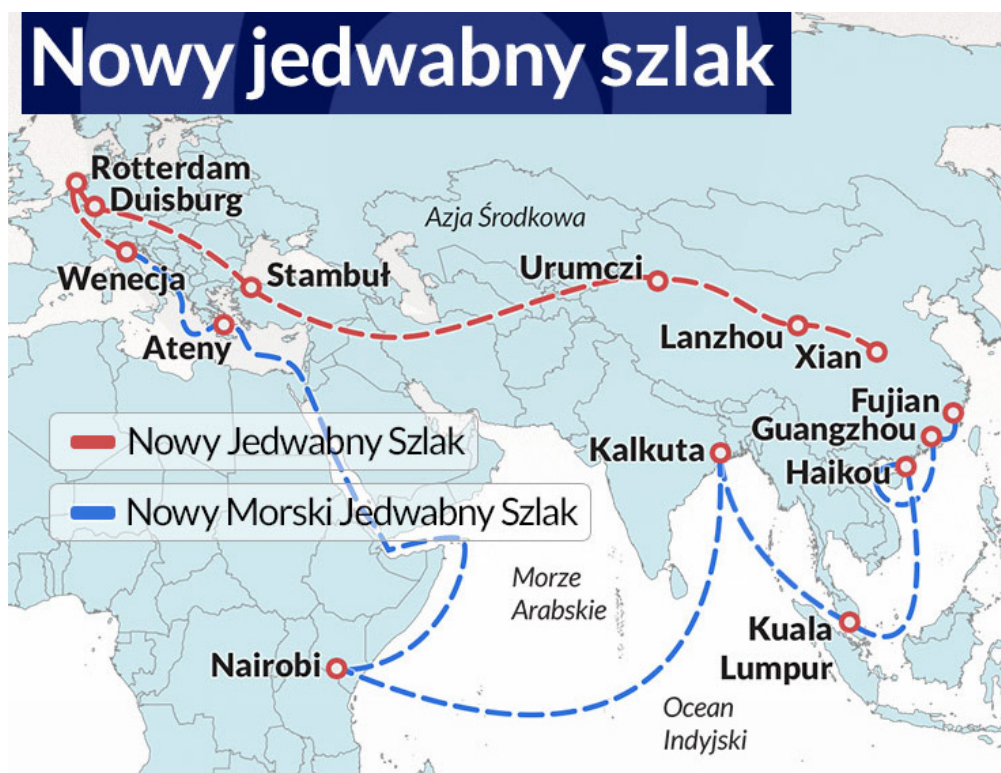 Nowy jedwabny szlak
Rotterdam
Duisburg
Azja Środkowa
Wenecja
Stambuł
Urumczi
Ateny
Lanzhou
Xian
Fujian
Guangzhou
Haikou
Kalkuta
Nowy Jedwabny Szlak
Nowy Morski Jedwabny Szlak
Morze
Arabskie
Kuala
Lumpur
Nairobi
Ocean
Indyjski